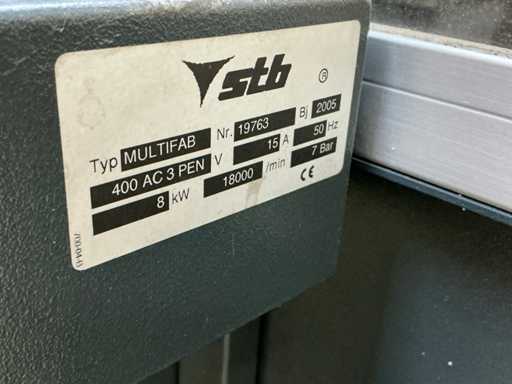 stb ®
Typ MULTIFAB Nr. 19763 Bj 2005
400 AC 3 PEN V 15 A 50 Hz
8 kW 18000 /min 7 Bar
CE